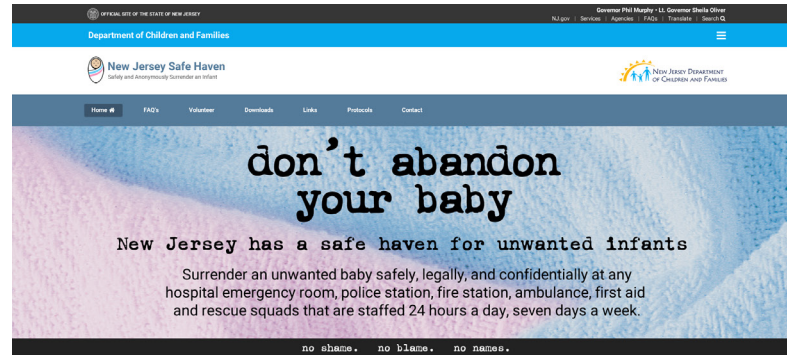 OFFICIAL SITE OF THE STATE OF NEW JERSEY
Governor Phil Murphy • Lt. Governor Sheila Oliver
NJ.gov | Services | Agencies | FAQs | Translate | Search
Department of Children and Families
New Jersey Safe Haven
Safely and Anonymously Surrender an Infant
NEW JERSEY DEPARTMENT
OF CHILDREN AND FAMILIES
Home FAQ's Volunteer Downloads Links Protocols Contact
don't abandon
your baby
New Jersey has a safe haven for unwanted infants
Surrender an unwanted baby safely, legally, and confidentially at any
hospital emergency room, police station, fire station, ambulance, first aid
and rescue squads that are staffed 24 hours a day, seven days a week.
no shame. no blame. no names.